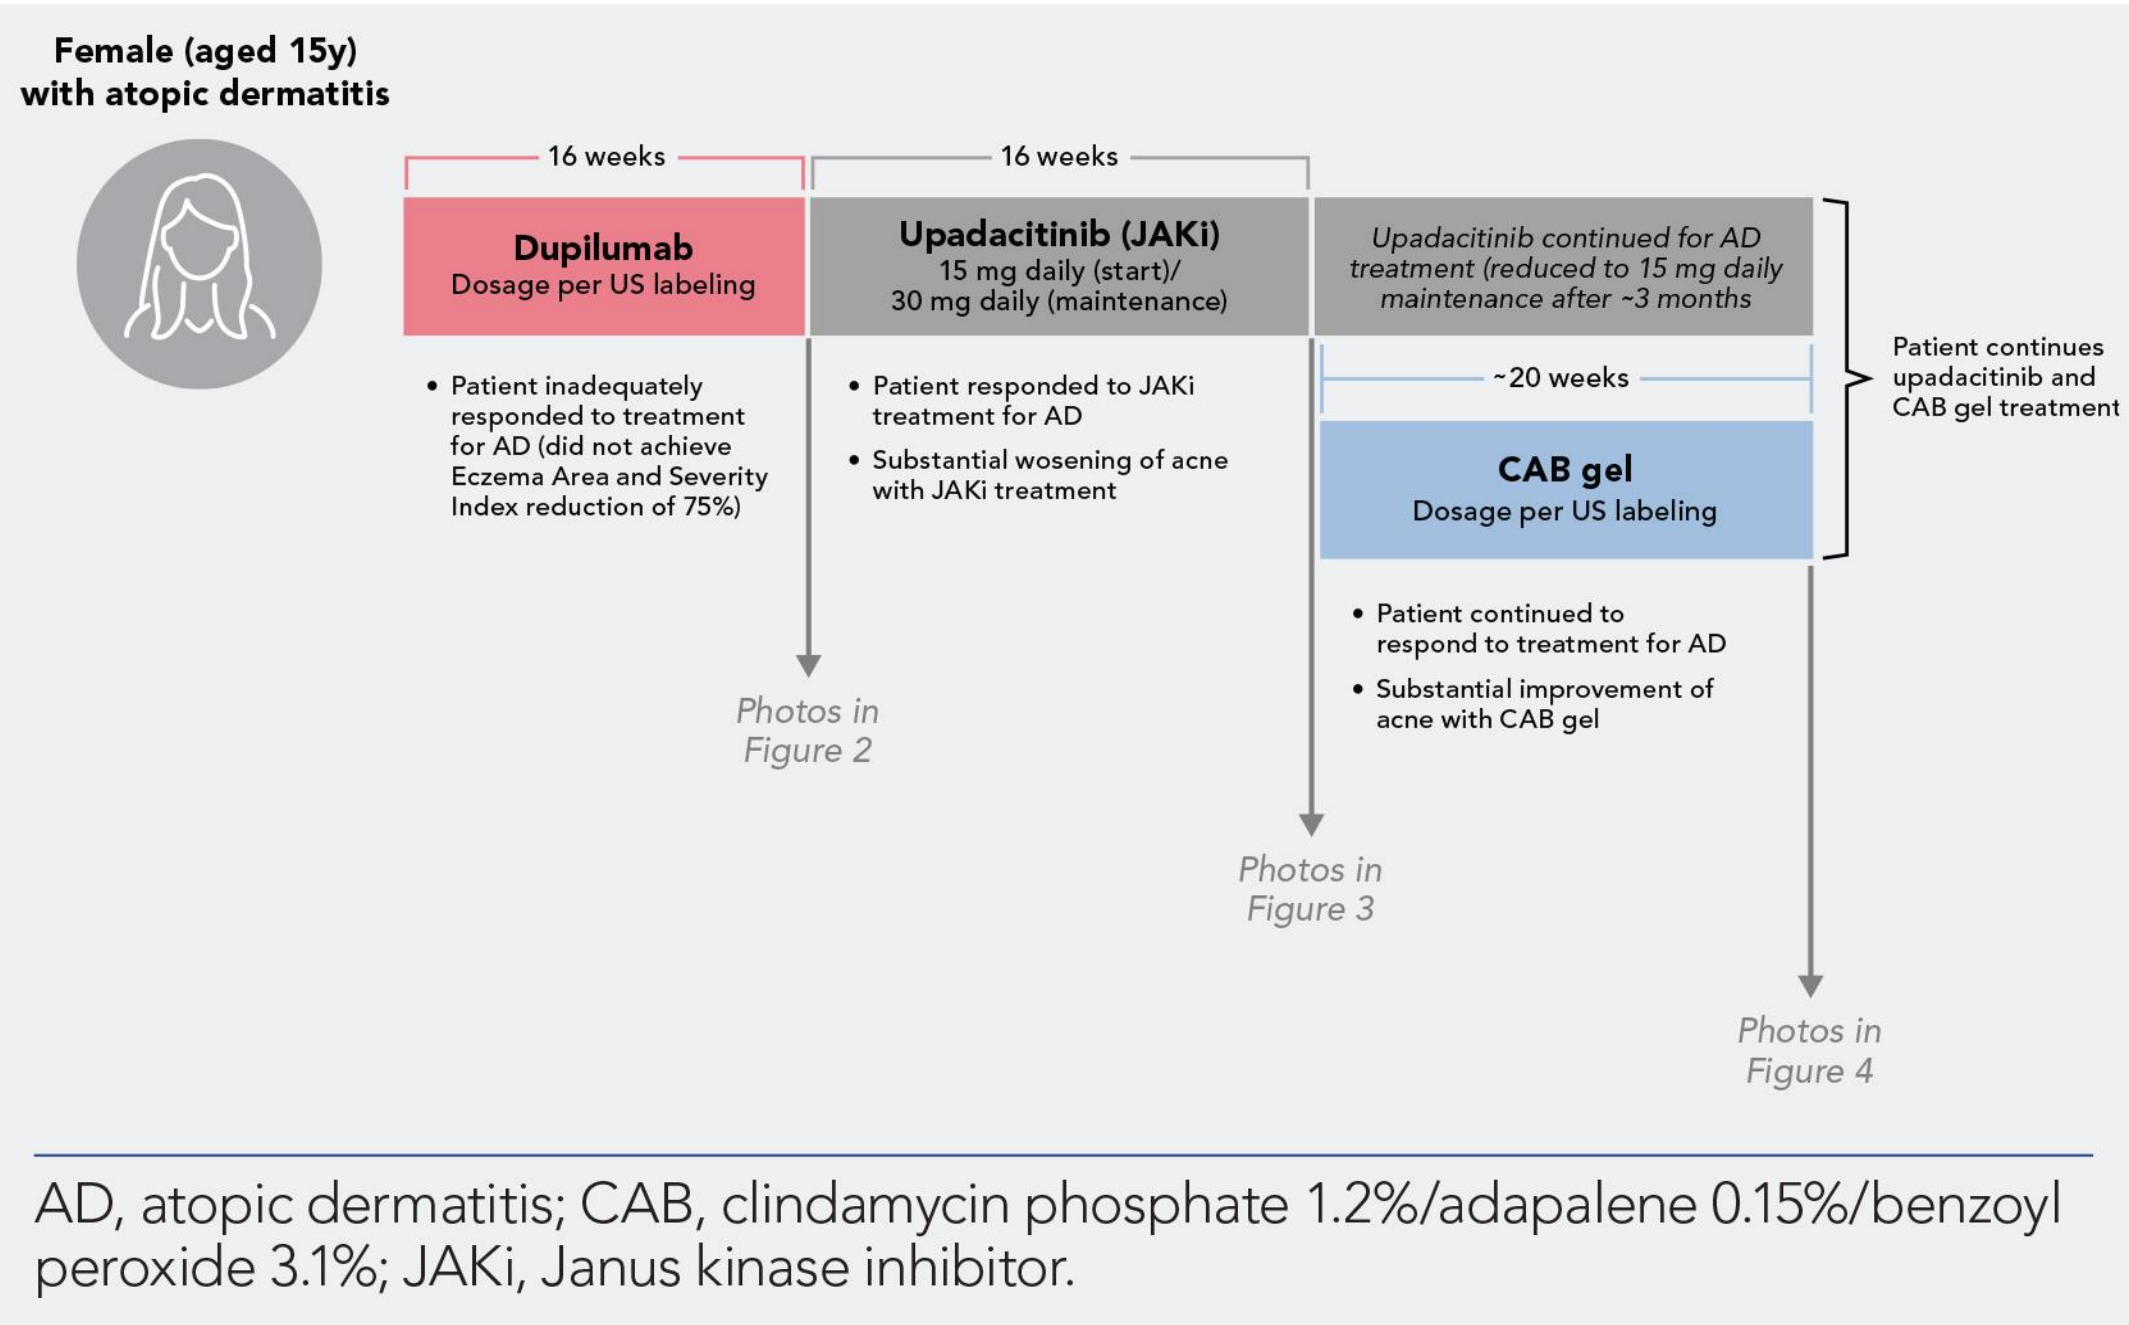 Female (aged 15y)
with atopic dermatitis
16 weeks
Dupilumab
Dosage per US labeling
• Patient inadequately
responded to treatment
for AD (did not achieve
Eczema Area and Severity
Index reduction of 75%)
Photos in
Figure 2
16 weeks
Upadacitinib (JAKi)
15 mg daily (start)/
30 mg daily (maintenance)
• Patient responded to JAKi
treatment for AD
• Substantial wosening of acne
with JAKi treatment
Photos in
Figure 3
Upadacitinib continued for AD
treatment (reduced to 15 mg daily
maintenance after ~3 months
~20 weeks
CAB gel
Dosage per US labeling
• Patient continued to
respond to treatment for AD
• Substantial improvement of
acne with CAB gel
Photos in
Figure 4
Patient continues
upadacitinib and
CAB gel treatment
AD, atopic dermatitis; CAB, clindamycin phosphate 1.2%/adapalene 0.15%/benzoyl
peroxide 3.1%; JAKi, Janus kinase inhibitor.